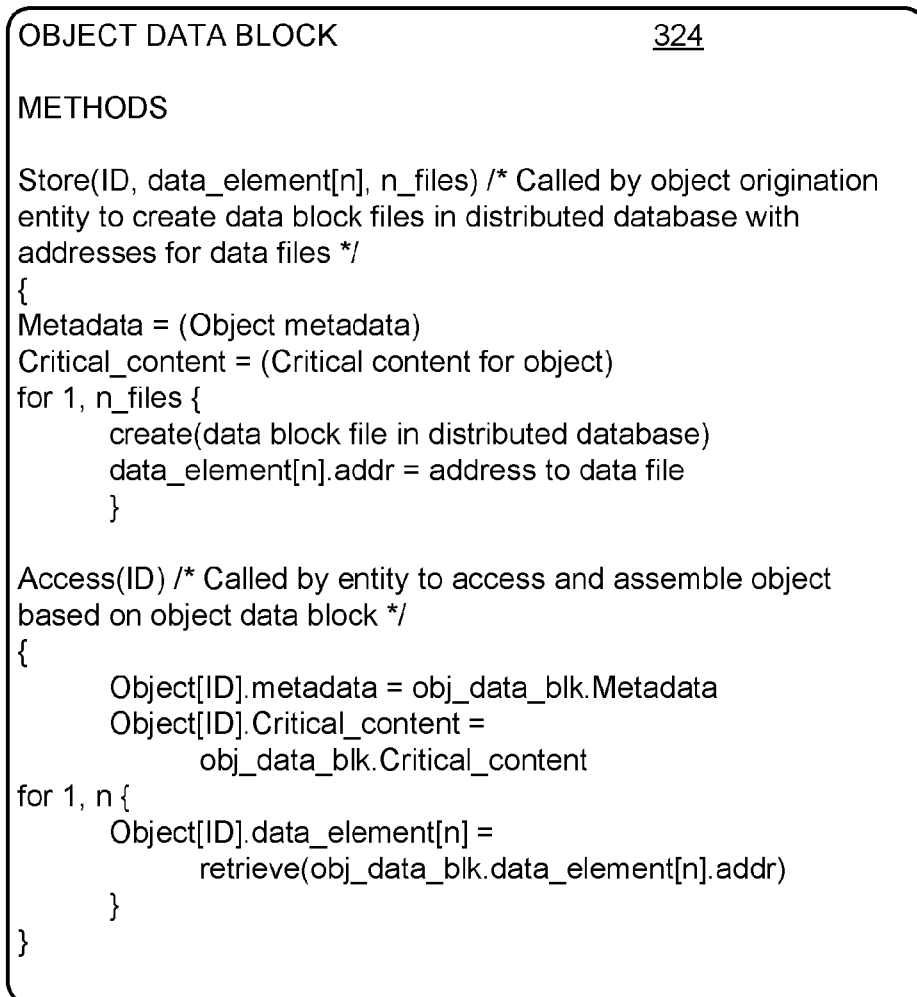 OBJECT DATA BLOCK 324
METHODS
Store(ID, data_element[n], n_files) /* Called by object origination
entity to create data block files in distributed database with
addresses for data files */
{
Metadata = (Object metadata)
Critical_content = (Critical content for object)
for 1, n_files {
create(data block file in distributed database)
data_element[n].addr = address to data file
}
Access(ID) /* Called by entity to access and assemble object
based on object data block */
{
Object[ID].metadata = obj_data_blk.Metadata
Object[ID].Critical_content =
obj_data_blk.Critical_content
for 1, n {
Object[ID].data_element[n] =
retrieve(obj_data_blk.data_element[n].addr)
}
}